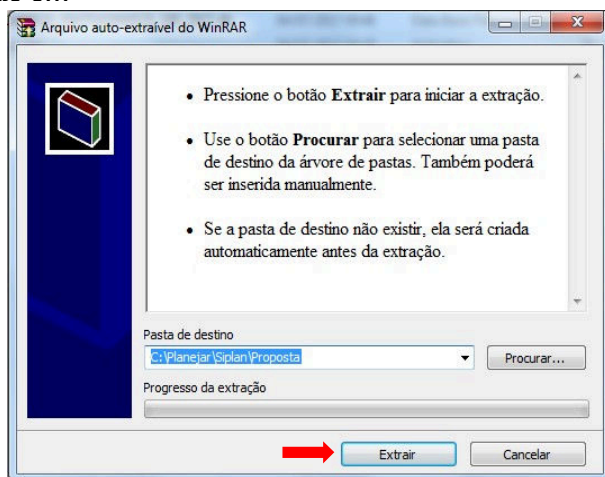 Arquivo auto-extraível do WinRAR
• Pressione o botão Extrair para iniciar a extração.
• Use o botão Procurar para selecionar uma pasta
de destino da árvore de pastas. Também poderá
ser inserida manualmente.
• Se a pasta de destino não existir, ela será criada
automaticamente antes da extração.
Pasta de destino
C:\Planejar\Siplan\Proposta
Procurar...
Progresso da extração
Extrair
Cancelar